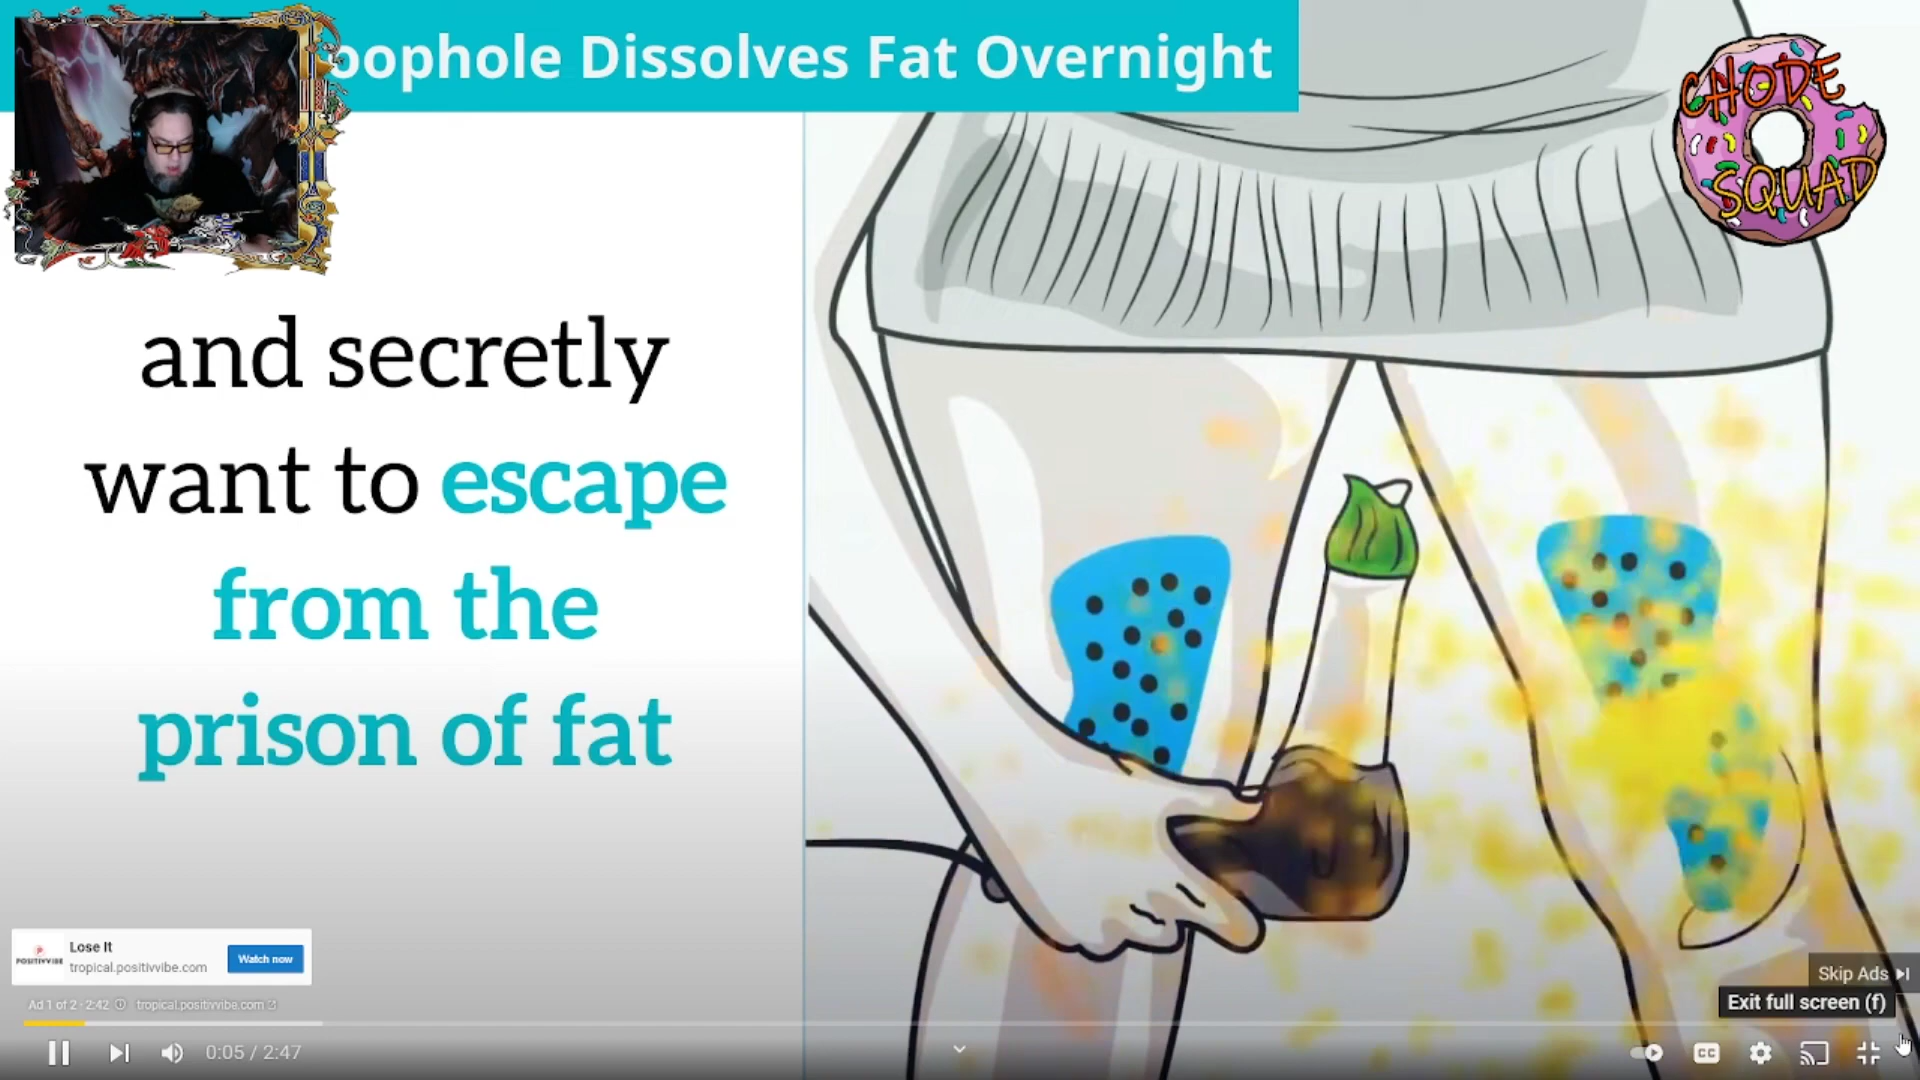 oophole Dissolves Fat Overnight
CHODE
SQUAD
and secretly
want to escape
from the
prison of fat
POSITIVVIBE
Lose It
tropical.positivvibe.com
Watch now
Ad 1 of 2 · 2:42
tropical.positivvibe.com
Skip Ads
Exit full screen (f)
0:05 / 2:47
CC